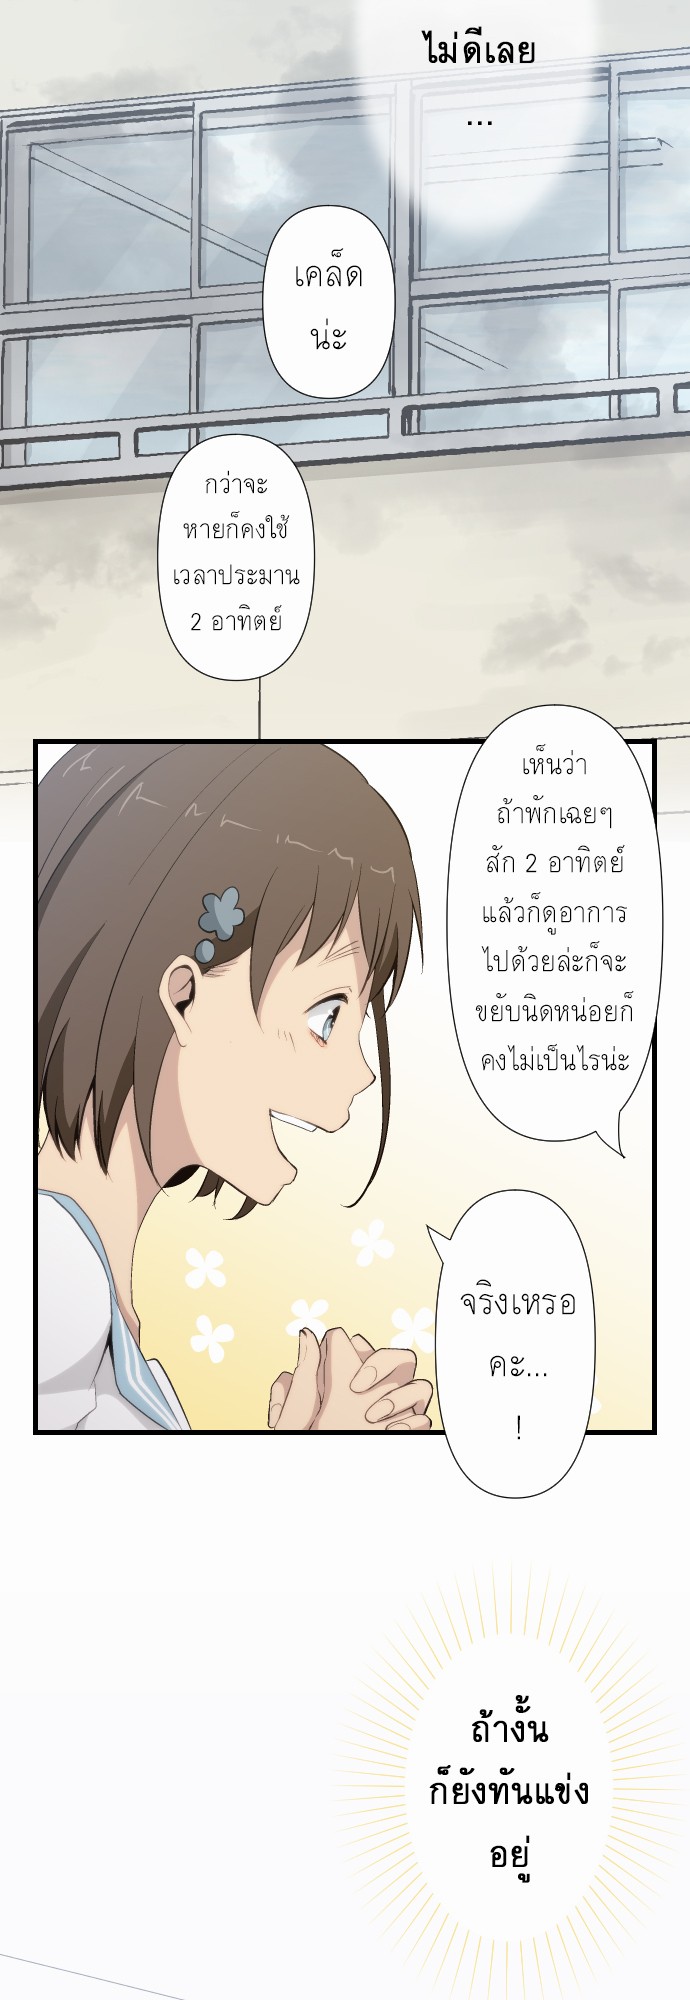 ไม่ดีเลย
...
เคล็ด
น่ะ
กว่าจะ
หายก็คงใช้
เวลาประมาน
2 อาทิตย์
เห็นว่า
ถ้าพักเฉยๆ
สัก 2 อาทิตย์
แล้วก็ดูอาการ
ไปด้วยล่ะก็จะ
ขยับนิดหน่อยก็
คงไม่เป็นไรน่ะ
จริงเหรอ
คะ...
!
ถ้างั้น
ก็ยังทันแข่ง
อยู่